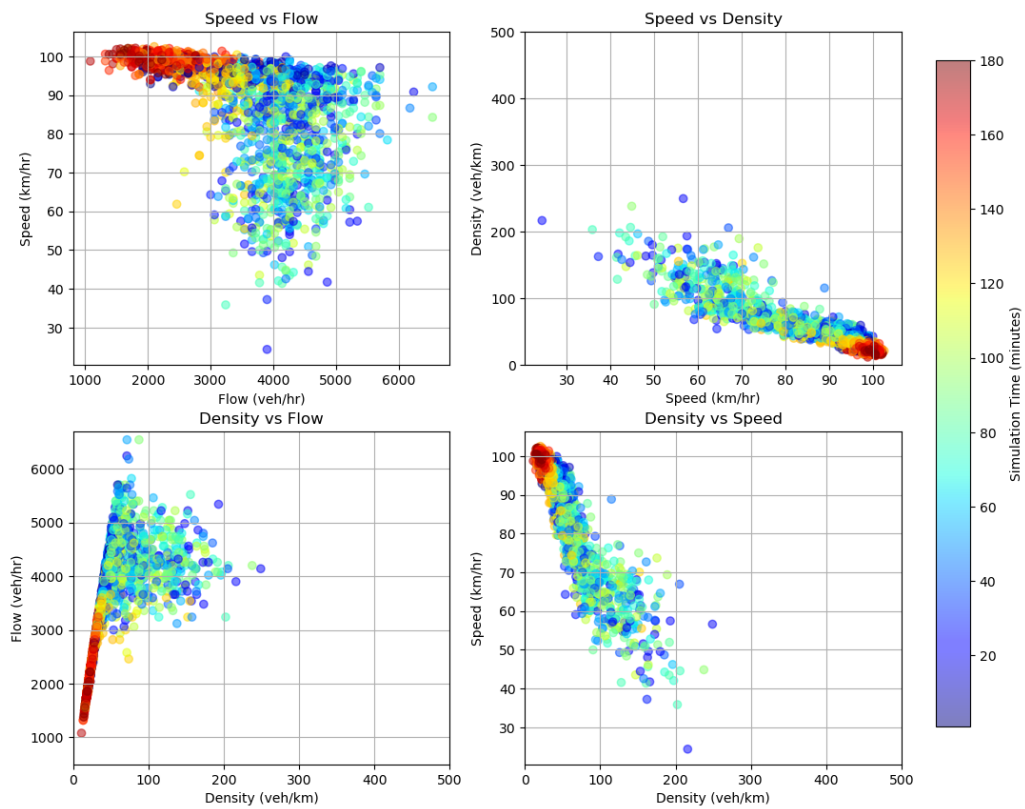 Speed vs Flow
100
90
80
70
60
50
40
30
Speed (km/hr)
1000 2000 3000 4000 5000 6000
Flow (veh/hr)
Speed vs Density
500
400
300
200
100
0
Density (veh/km)
30 40 50 60 70 80 90 100
Speed (km/hr)
Density vs Flow
6000
5000
4000
3000
2000
1000
Flow (veh/hr)
0 100 200 300 400 500
Density (veh/km)
Density vs Speed
100
90
80
70
60
50
40
30
Speed (km/hr)
0 100 200 300 400 500
Density (veh/km)
180
160
140
120
100
80
60
40
20
Simulation Time (minutes)